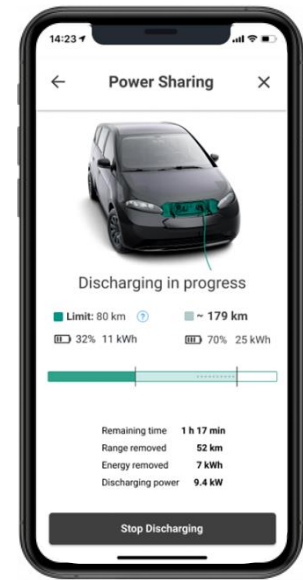 14:23
Power Sharing
Discharging in progress
Limit: 80 km ? ~ 179 km
32% 11 kWh 70% 25 kWh
Remaining time 1 h 17 min
Range removed 52 km
Energy removed 7 kWh
Discharging power 9.4 kW
Stop Discharging